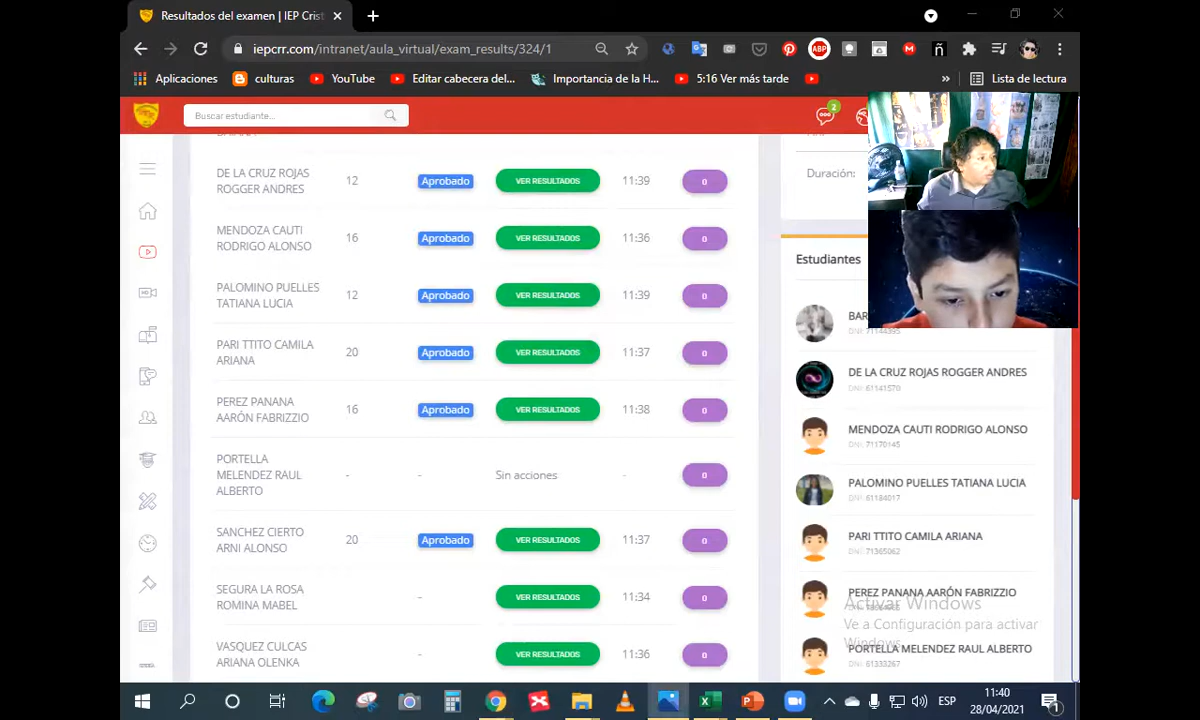 Resultados del examen | IEP Crist
iepcrr.com/intranet/aula_virtual/exam_results/324/1
Aplicaciones culturas YouTube Editar cabecera del... Importancia de la H... 5:16 Ver más tarde » Lista de lectura
Buscar estudiante...
2
DE LA CRUZ ROJAS
ROGGER ANDRES
12 Aprobado VER RESULTADOS 11:39 0
MENDOZA CAUTI
RODRIGO ALONSO
16 Aprobado VER RESULTADOS 11:36 0
PALOMINO PUELLES
TATIANA LUCIA
12 Aprobado VER RESULTADOS 11:39 0
PARI TTITO CAMILA
ARIANA
20 Aprobado VER RESULTADOS 11:37 0
PEREZ PANANA
AARÓN FABRIZZIO
16 Aprobado VER RESULTADOS 11:38 0
PORTELLA
MELENDEZ RAUL
ALBERTO
- - Sin acciones - 0
SANCHEZ CIERTO
ARNI ALONSO
20 Aprobado VER RESULTADOS 11:37 0
SEGURA LA ROSA
ROMINA MABEL
- VER RESULTADOS 11:34 0
VASQUEZ CULCAS
ARIANA OLENKA
- VER RESULTADOS 11:36 0
Duración:
Estudiantes
BAR
DNI: 71144395
DE LA CRUZ ROJAS ROGGER ANDRES
DNI: 61141570
MENDOZA CAUTI RODRIGO ALONSO
DNI: 71170145
PALOMINO PUELLES TATIANA LUCIA
DNI: 61184017
PARI TTITO CAMILA ARIANA
DNI: 71365062
PEREZ PANANA AARÓN FABRIZZIO
PORTELLA MELENDEZ RAUL ALBERTO
DNI: 61333267
Activar Windows
Ve a Configuración para activar
Windows.
ESP
11:40
28/04/2021
1